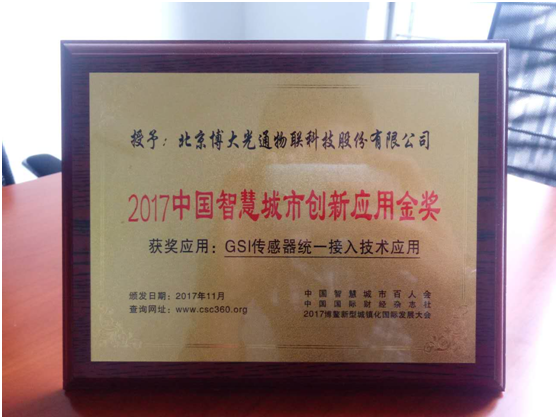 授予：北京博大光通物联科技股份有限公司
2017中国智慧城市创新应用金奖
获奖应用：GSI传感器统一接入技术应用
颁发日期：2017年11月
查询网址：www.csc360.org
中国智慧城市百人会
中国国际财经杂志社
2017博鳌新型城镇化国际发展大会